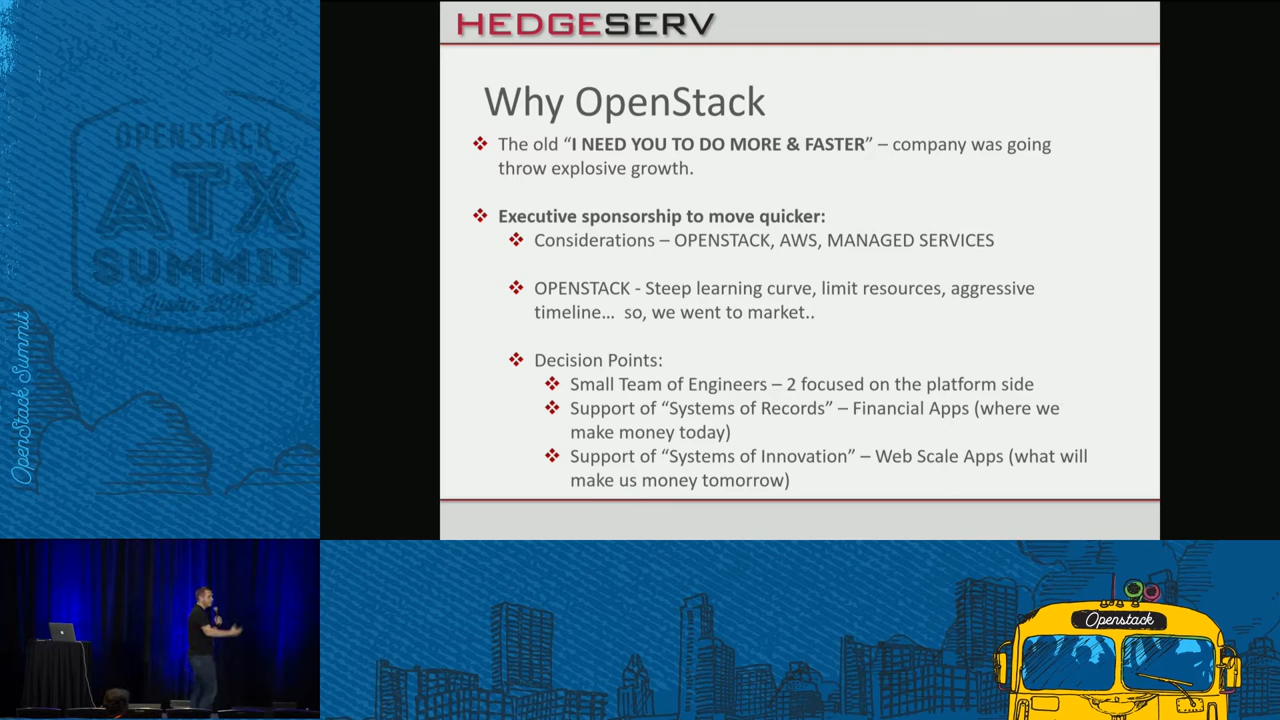 HEDGESERV
Why OpenStack
❖ The old “I NEED YOU TO DO MORE & FASTER” – company was going
throw explosive growth.
❖ Executive sponsorship to move quicker:
❖ Considerations – OPENSTACK, AWS, MANAGED SERVICES
❖ OPENSTACK - Steep learning curve, limit resources, aggressive
timeline… so, we went to market..
❖ Decision Points:
❖ Small Team of Engineers – 2 focused on the platform side
❖ Support of “Systems of Records” – Financial Apps (where we
make money today)
❖ Support of “Systems of Innovation” – Web Scale Apps (what will
make us money tomorrow)
OPENSTACK
ATX
SUMMIT
OpenStack Summit
Openstack